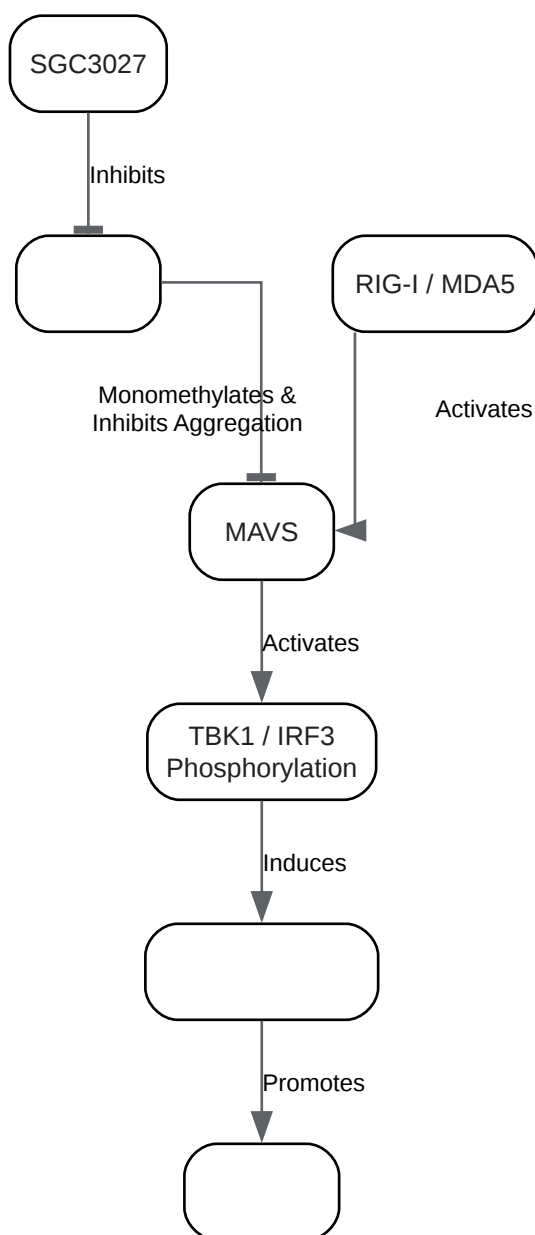 SGC3027
Inhibits
RIG-I / MDA5
Monomethylates &
Inhibits Aggregation
Activates
MAVS
Activates
TBK1 / IRF3
Phosphorylation
Induces
Promotes